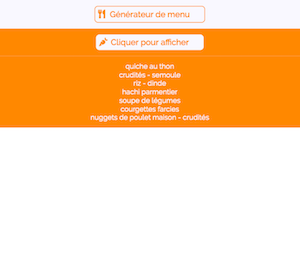 Générateur de menu
Cliquer pour afficher
quiche au thon
crudités - semoule
riz - dinde
hachi parmentier
soupe de légumes
courgettes farcies
nuggets de poulet maison - crudités